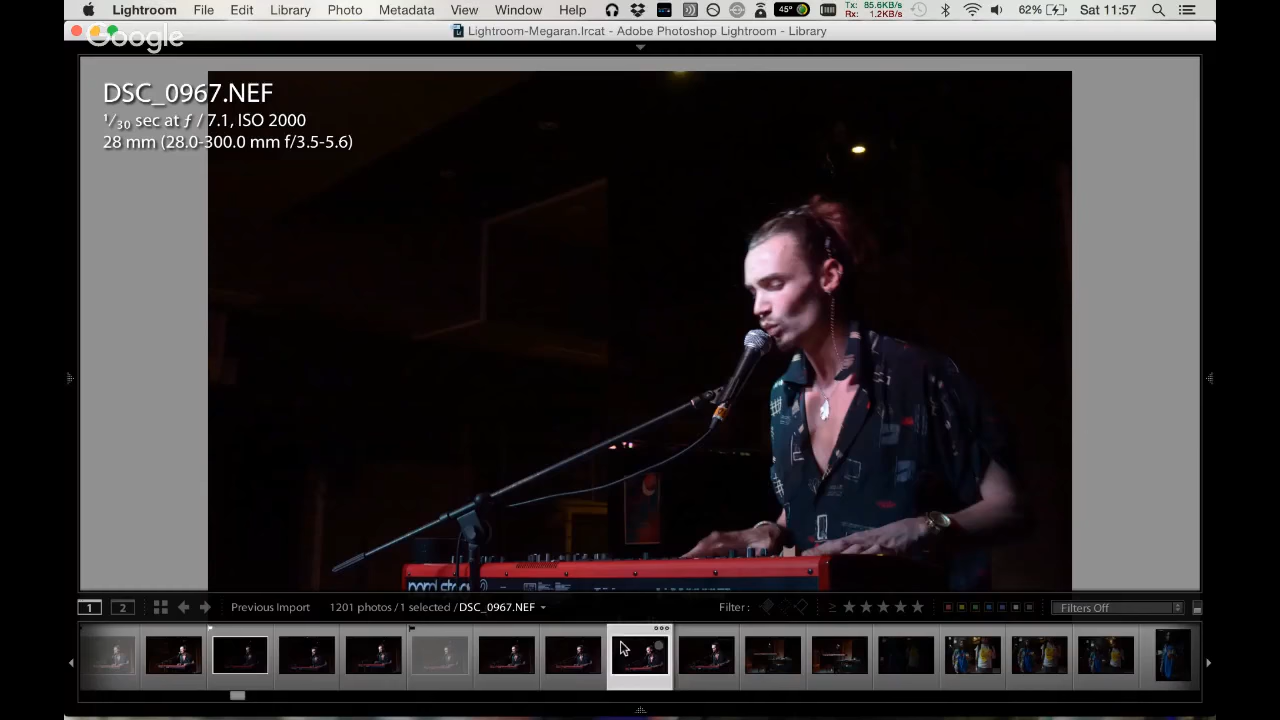 Lightroom File Edit Library Photo Metadata View Window Help 45° Tx: 85.6KB/s Rx: 1.2KB/s 62% Sat 11:57
Google
Lightroom-Megaran.lrcat - Adobe Photoshop Lightroom - Library
DSC_0967.NEF
1/30 sec at ƒ / 7.1, ISO 2000
28 mm (28.0-300.0 mm f/3.5-5.6)
nord
1 2 Previous Import 1201 photos / 1 selected / DSC_0967.NEF Filter : ≥ ★★★★★ Filters Off